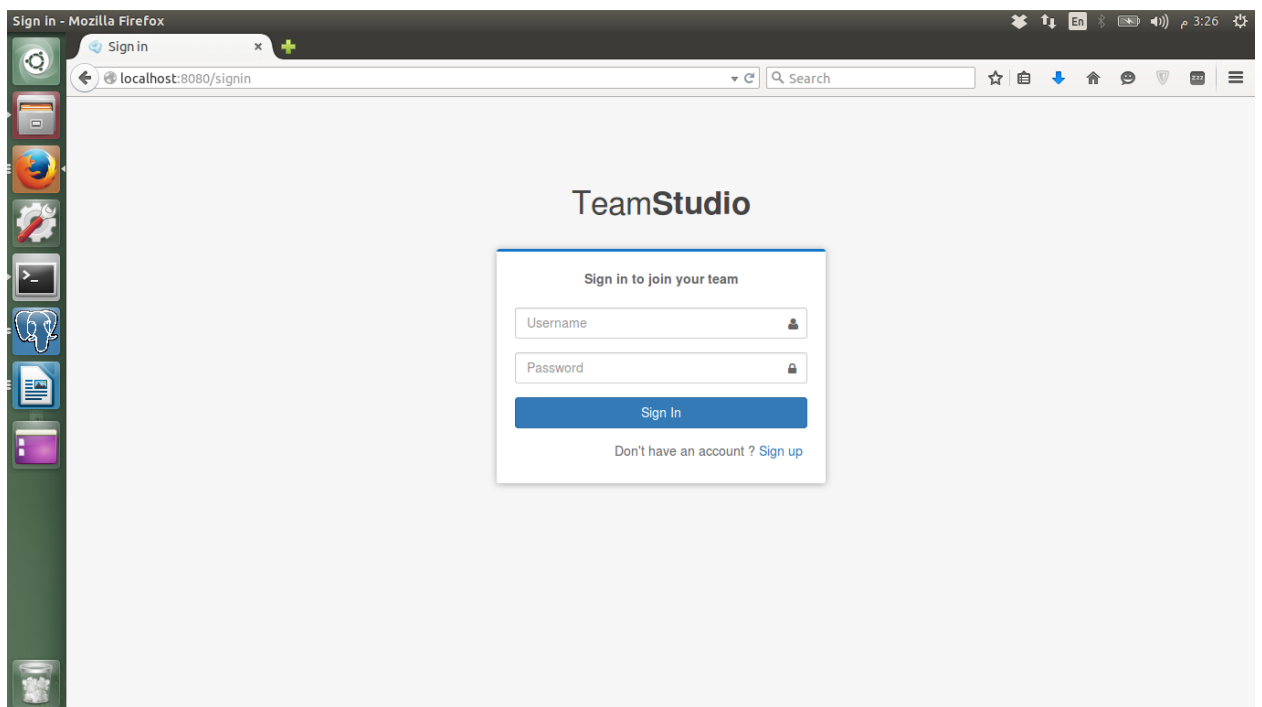 Sign in - Mozilla Firefox
En
م 3:26
Sign in
localhost:8080/signin
Search
TeamStudio
Sign in to join your team
Username
Password
Sign In
Don't have an account ? Sign up